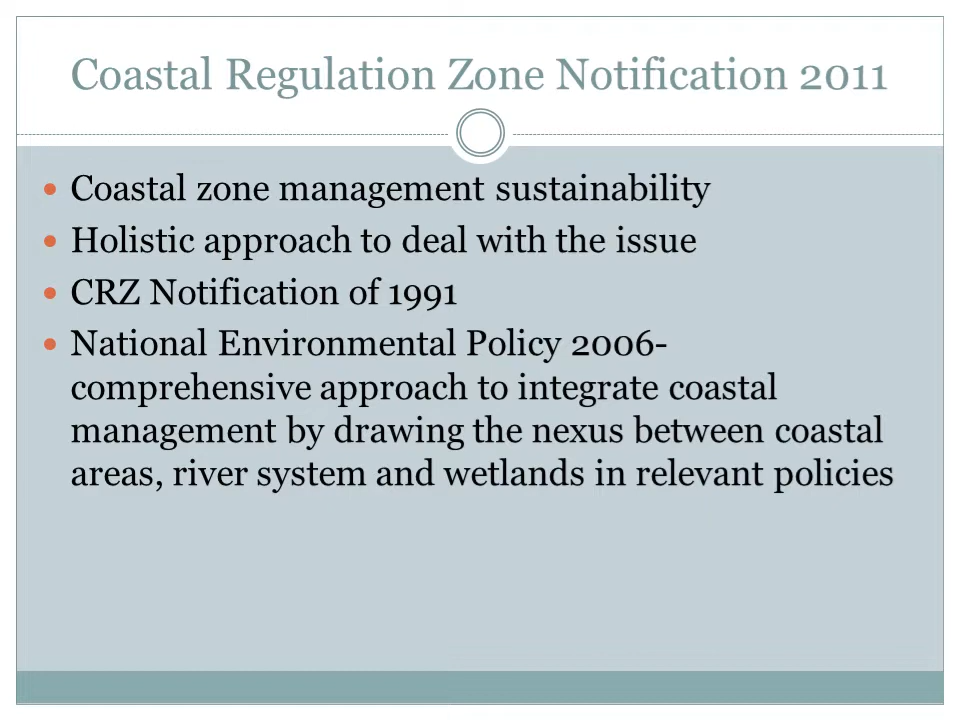 Coastal Regulation Zone Notification 2011
• Coastal zone management sustainability
• Holistic approach to deal with the issue
• CRZ Notification of 1991
• National Environmental Policy 2006-
comprehensive approach to integrate coastal
management by drawing the nexus between coastal
areas, river system and wetlands in relevant policies